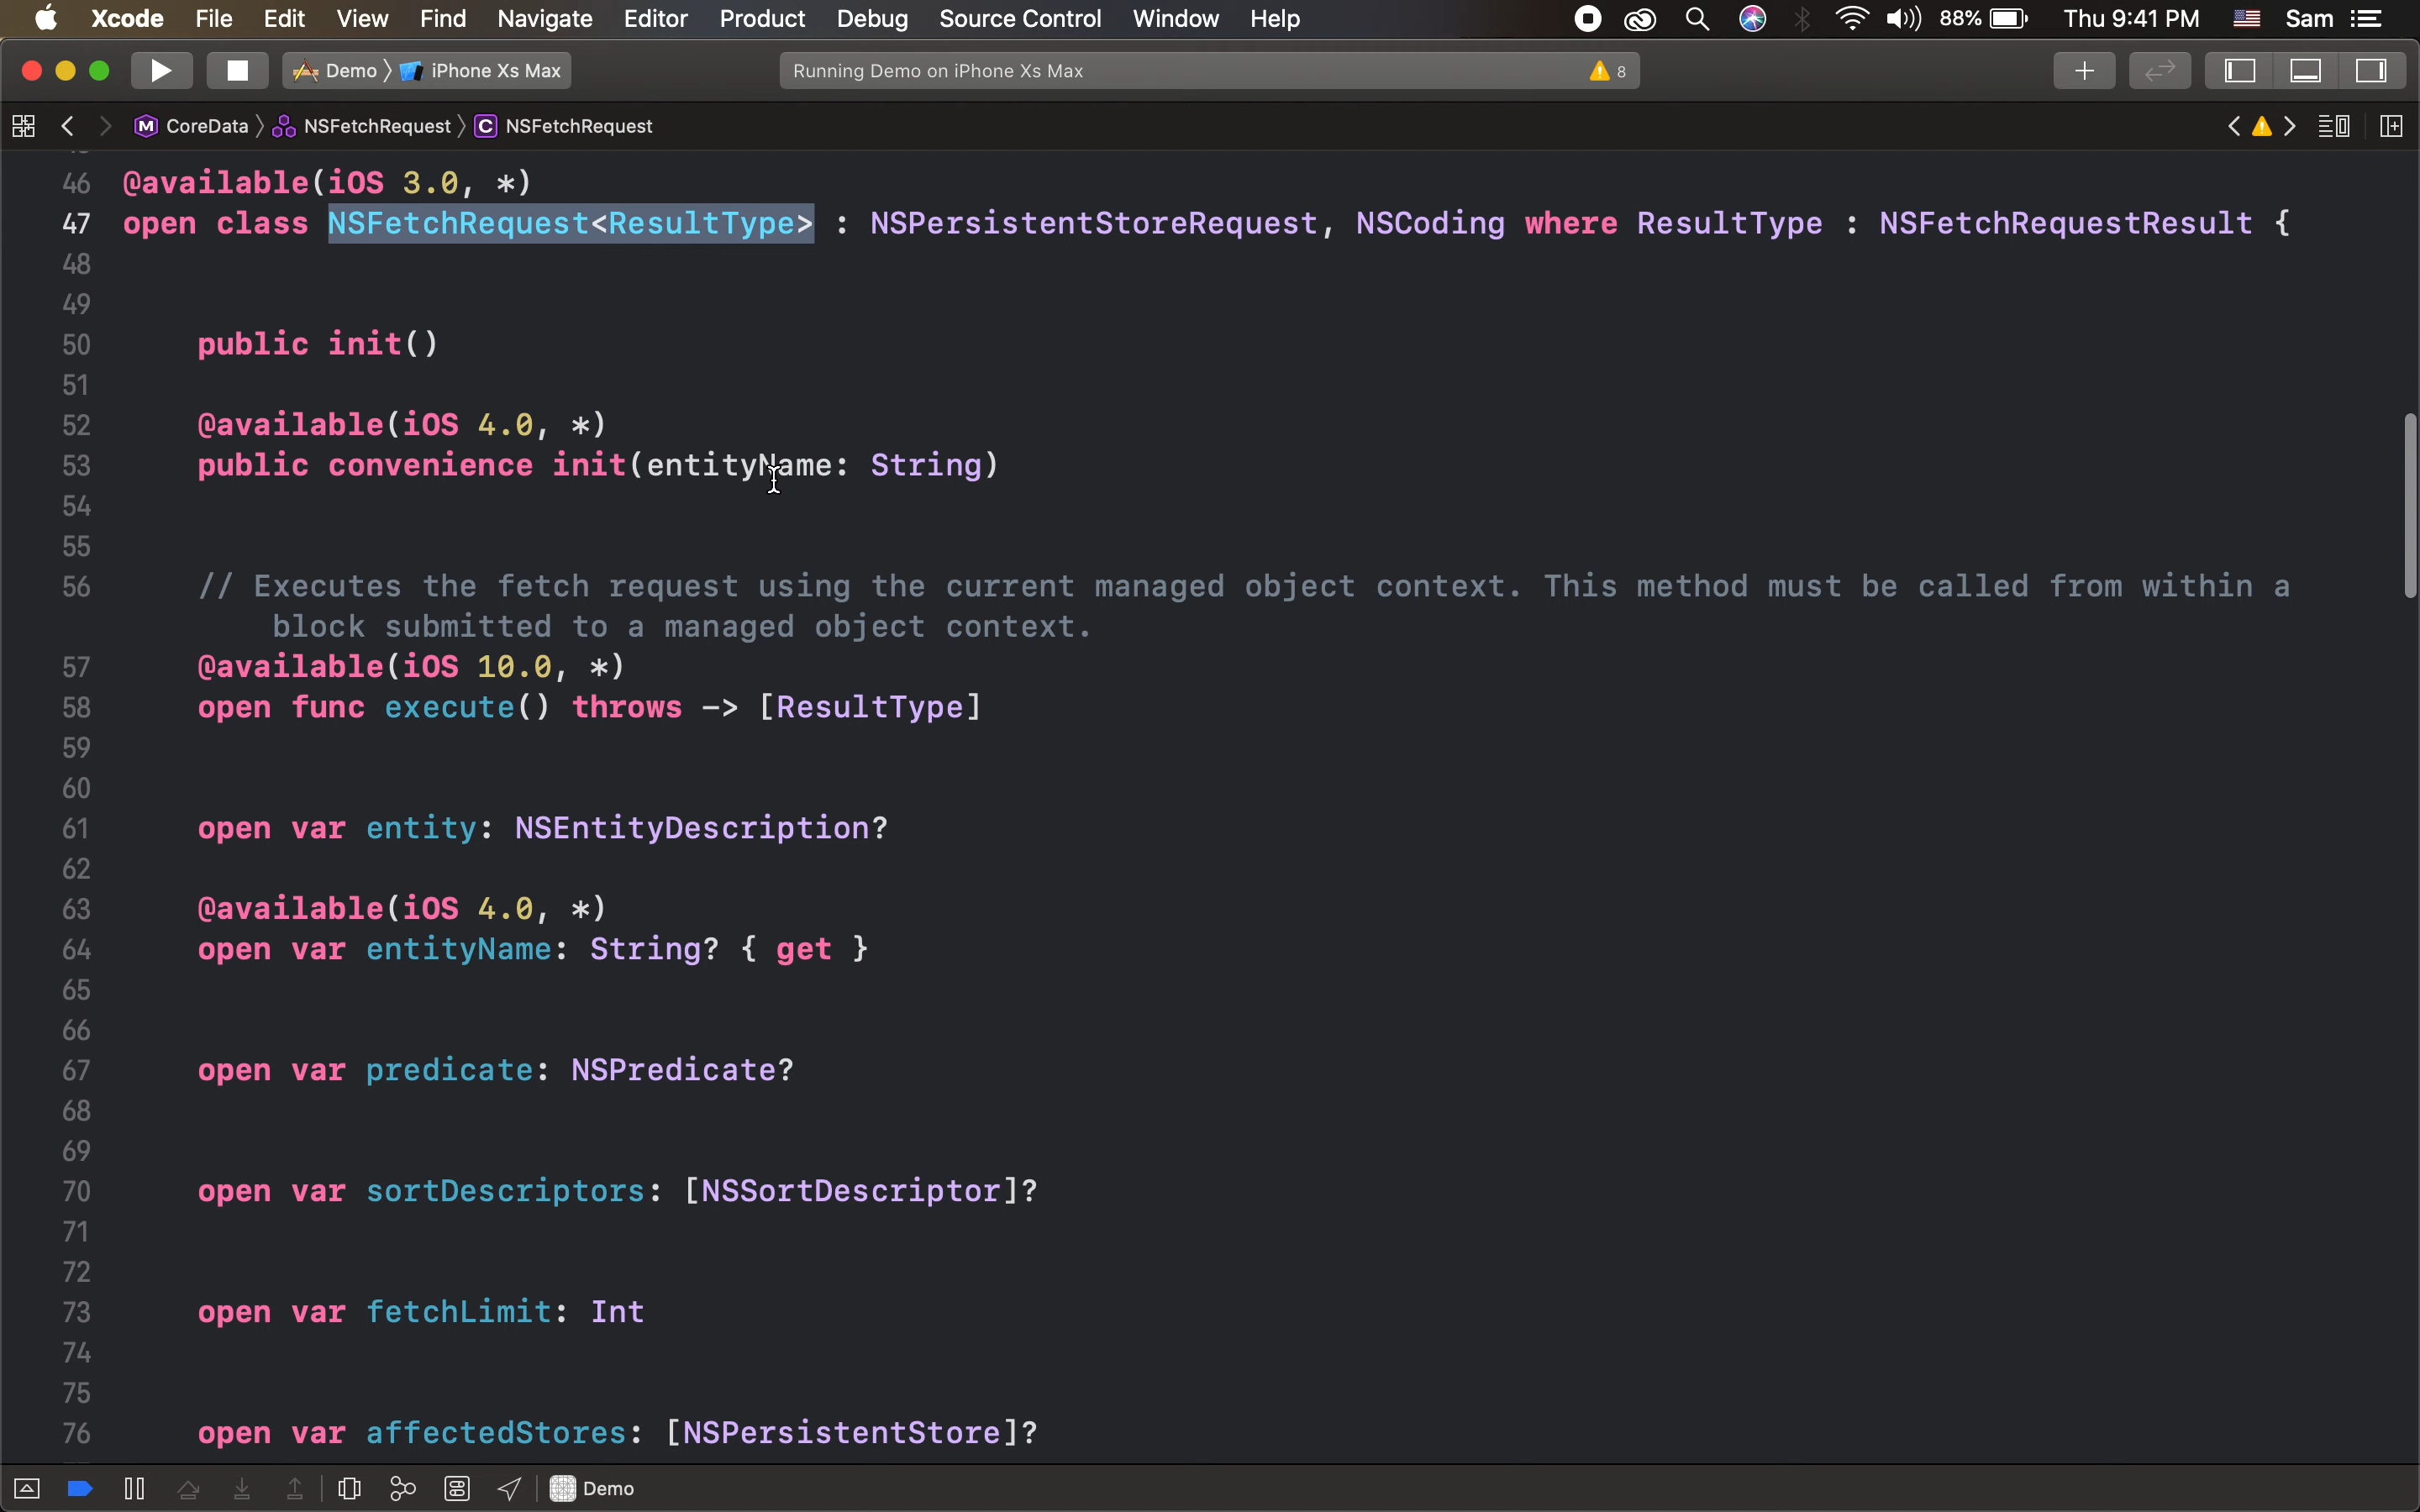 Xcode File Edit View Find Navigate Editor Product Debug Source Control Window Help 88% Thu 9:41 PM Sam
Demo 〉 iPhone Xs Max Running Demo on iPhone Xs Max 8
M CoreData 〉 NSFetchRequest 〉 C NSFetchRequest
46 @available(iOS 3.0, *)
47 open class NSFetchRequest<ResultType> : NSPersistentStoreRequest, NSCoding where ResultType : NSFetchRequestResult {
48
49
50 public init()
51
52 @available(iOS 4.0, *)
53 public convenience init(entityName: String)
54
55
56 // Executes the fetch request using the current managed object context. This method must be called from within a
block submitted to a managed object context.
57 @available(iOS 10.0, *)
58 open func execute() throws -> [ResultType]
59
60
61 open var entity: NSEntityDescription?
62
63 @available(iOS 4.0, *)
64 open var entityName: String? { get }
65
66
67 open var predicate: NSPredicate?
68
69
70 open var sortDescriptors: [NSSortDescriptor]?
71
72
73 open var fetchLimit: Int
74
75
76 open var affectedStores: [NSPersistentStore]?
Demo